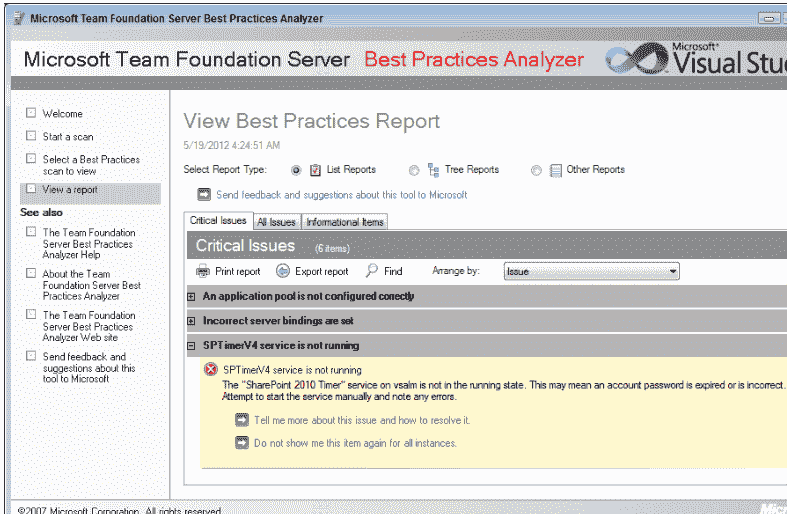 Microsoft Team Foundation Server Best Practices Analyzer
Microsoft Team Foundation Server Best Practices Analyzer
Microsoft®
Visual Stu
Welcome
Start a scan
Select a Best Practices
scan to view
View a report
See also
The Team Foundation
Server Best Practices
Analyzer Help
About the Team
Foundation Server Best
Practices Analyzer
The Team Foundation
Server Best Practices
Analyzer Web site
Send feedback and
suggestions about this
tool to Microsoft
View Best Practices Report
5/19/2012 4:24:51 AM
Select Report Type: List Reports Tree Reports Other Reports
Send feedback and suggestions about this tool to Microsoft
Critical Issues All Issues Informational Items
Critical Issues (6 items)
Print report Export report Find Arrange by: Issue
An application pool is not configured correctly
Incorrect server bindings are set
SPTimerV4 service is not running
SPTimerV4 service is not running
The "SharePoint 2010 Timer" service on vsalm is not in the running state. This may mean an account password is expired or is incorrect.
Attempt to start the service manually and note any errors.
Tell me more about this issue and how to resolve it.
Do not show me this item again for all instances.
©2007 Microsoft Corporation. All rights reserved.